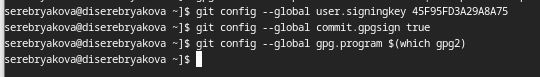 serebryakova@diserebryakova ~]$ git config --global user.signingkey 45F95FD3A29A8A75
serebryakova@diserebryakova ~]$ git config --global commit.gpgsign true
serebryakova@diserebryakova ~]$ git config --global gpg.program $(which gpg2)
serebryakova@diserebryakova ~]$